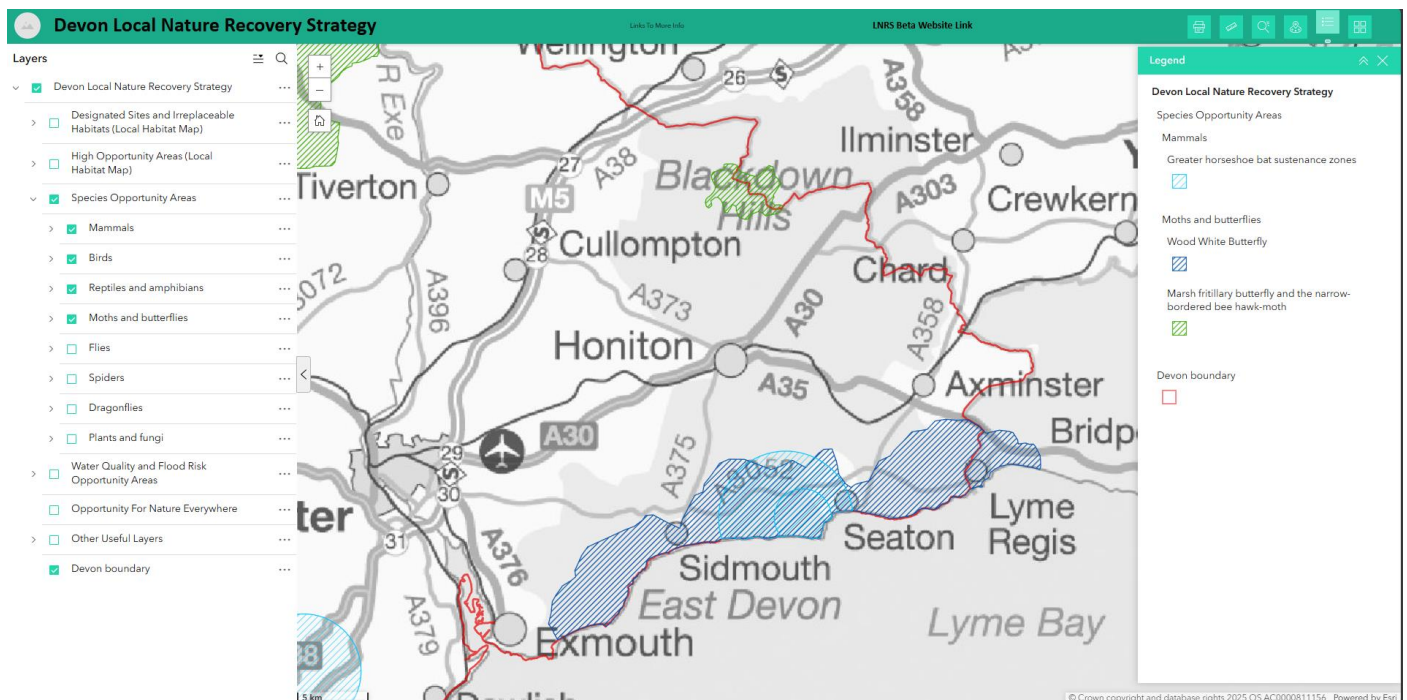 Devon Local Nature Recovery Strategy
Links To More Info
LNRS Beta Website Link
Layers
Devon Local Nature Recovery Strategy
Designated Sites and Irreplaceable
Habitats (Local Habitat Map)
High Opportunity Areas (Local
Habitat Map)
Species Opportunity Areas
Mammals
Birds
Reptiles and amphibians
Moths and butterflies
Flies
Spiders
Dragonflies
Plants and fungi
Water Quality and Flood Risk
Opportunity Areas
Opportunity For Nature Everywhere
Other Useful Layers
Devon boundary
Wellington
26
S
A358
R Exe
A38
27
Ilminster
Blackdown
Hills
Tiverton
M5
A303
Crewkern
S
28
Cullompton
Chard
3072
A396
A373
A30
A358
Honiton
A35
Axminster
A30
Bridp
29
S
30
A375
A3052
ter
31
A376
Seaton
Lyme
Regis
Sidmouth
East Devon
Lyme Bay
A379
Exmouth
38
5 km
Dawlish
Legend
Devon Local Nature Recovery Strategy
Species Opportunity Areas
Mammals
Greater horseshoe bat sustenance zones
Moths and butterflies
Wood White Butterfly
Marsh fritillary butterfly and the narrow-
bordered bee hawk-moth
Devon boundary
© Crown copyright and database rights 2025 OS AC0000811156 Powered by Esri